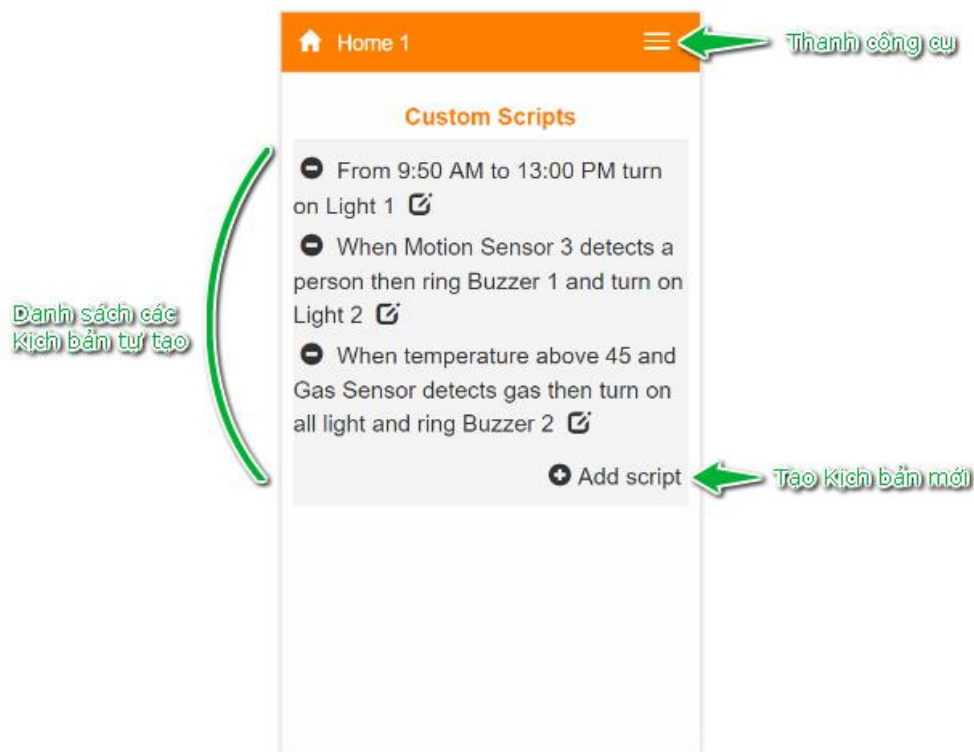 Home 1
Thanh công cụ
Custom Scripts
From 9:50 AM to 13:00 PM turn
on Light 1
When Motion Sensor 3 detects a
person then ring Buzzer 1 and turn on
Light 2
Danh sách các
Kịch bản tự tạo
When temperature above 45 and
Gas Sensor detects gas then turn on
all light and ring Buzzer 2
Add script
Tạo Kịch bản mới